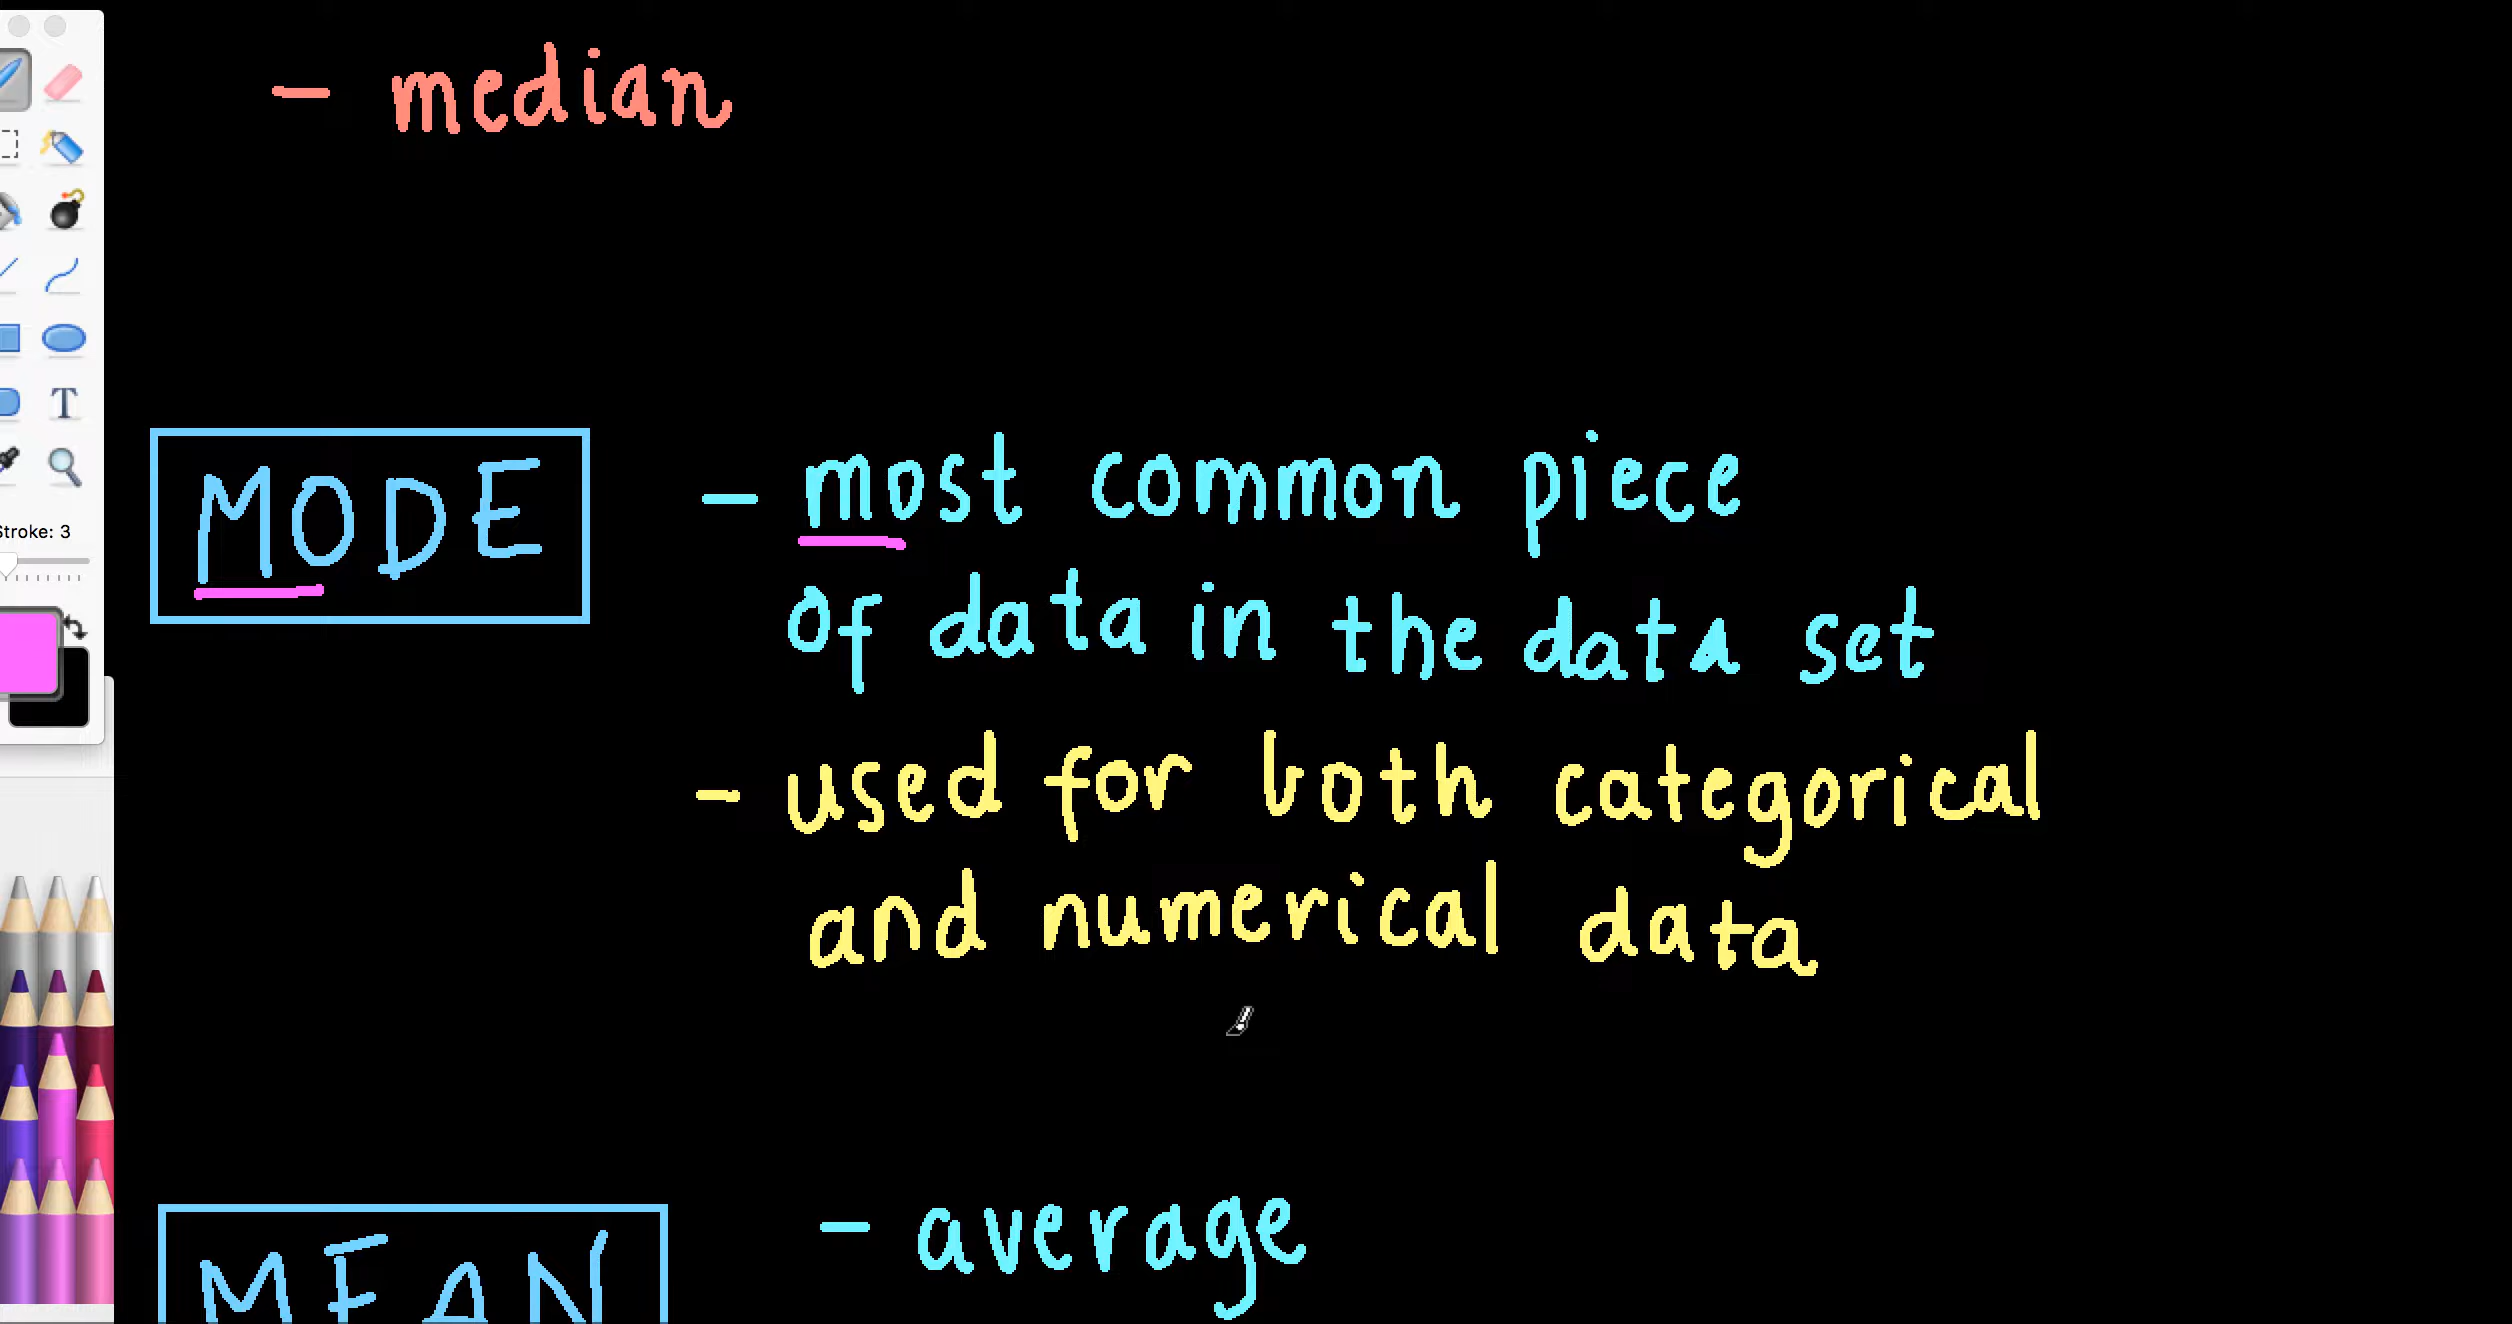 - median
Stroke: 3
MODE
- most common piece
of data in the data set
- used for both categorical
and numerical data
MEAN
- average